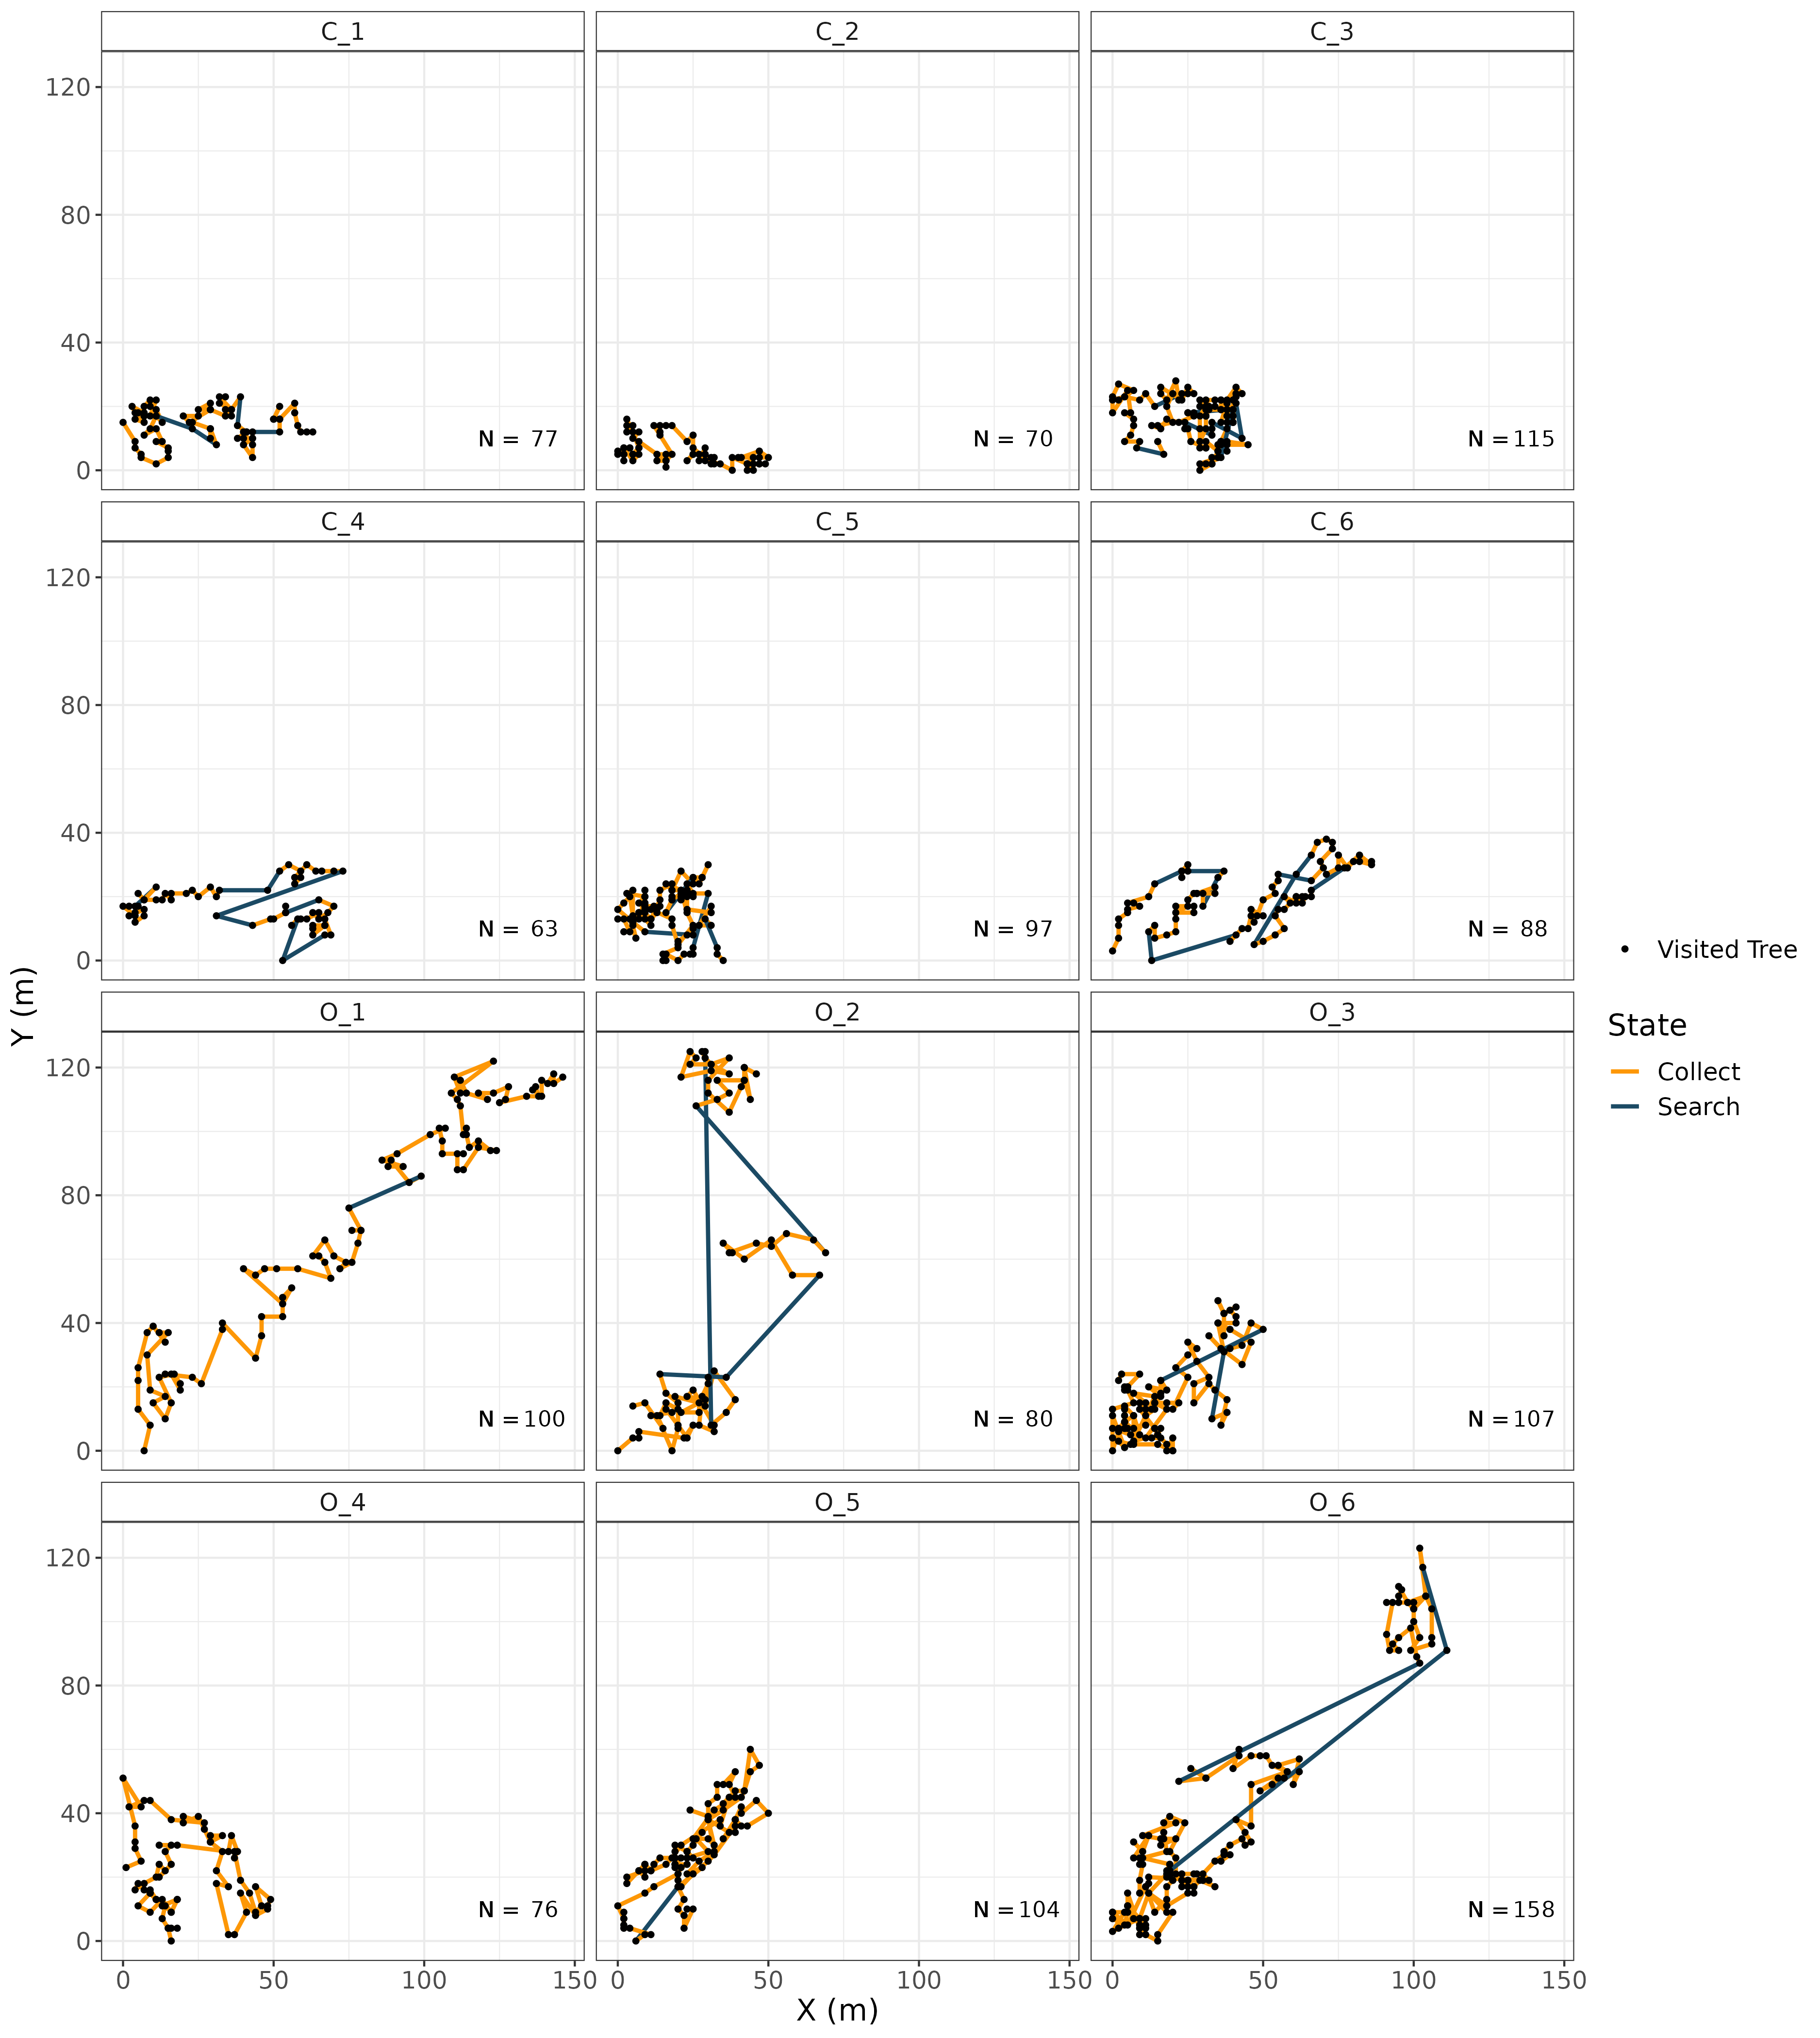 C_1 C_2 C_3
120
80
40
0
N = 77 N = 70 N = 115
C_4 C_5 C_6
120
80
40
0
N = 63 N = 97 N = 88
O_1 O_2 O_3
120
80
40
0
N = 100 N = 80 N = 107
O_4 O_5 O_6
120
80
40
0
N = 76 N = 104 N = 158
0 50 100 150 0 50 100 150 0 50 100 150
X (m)
Y (m)
Visited Tree
State
Collect
Search